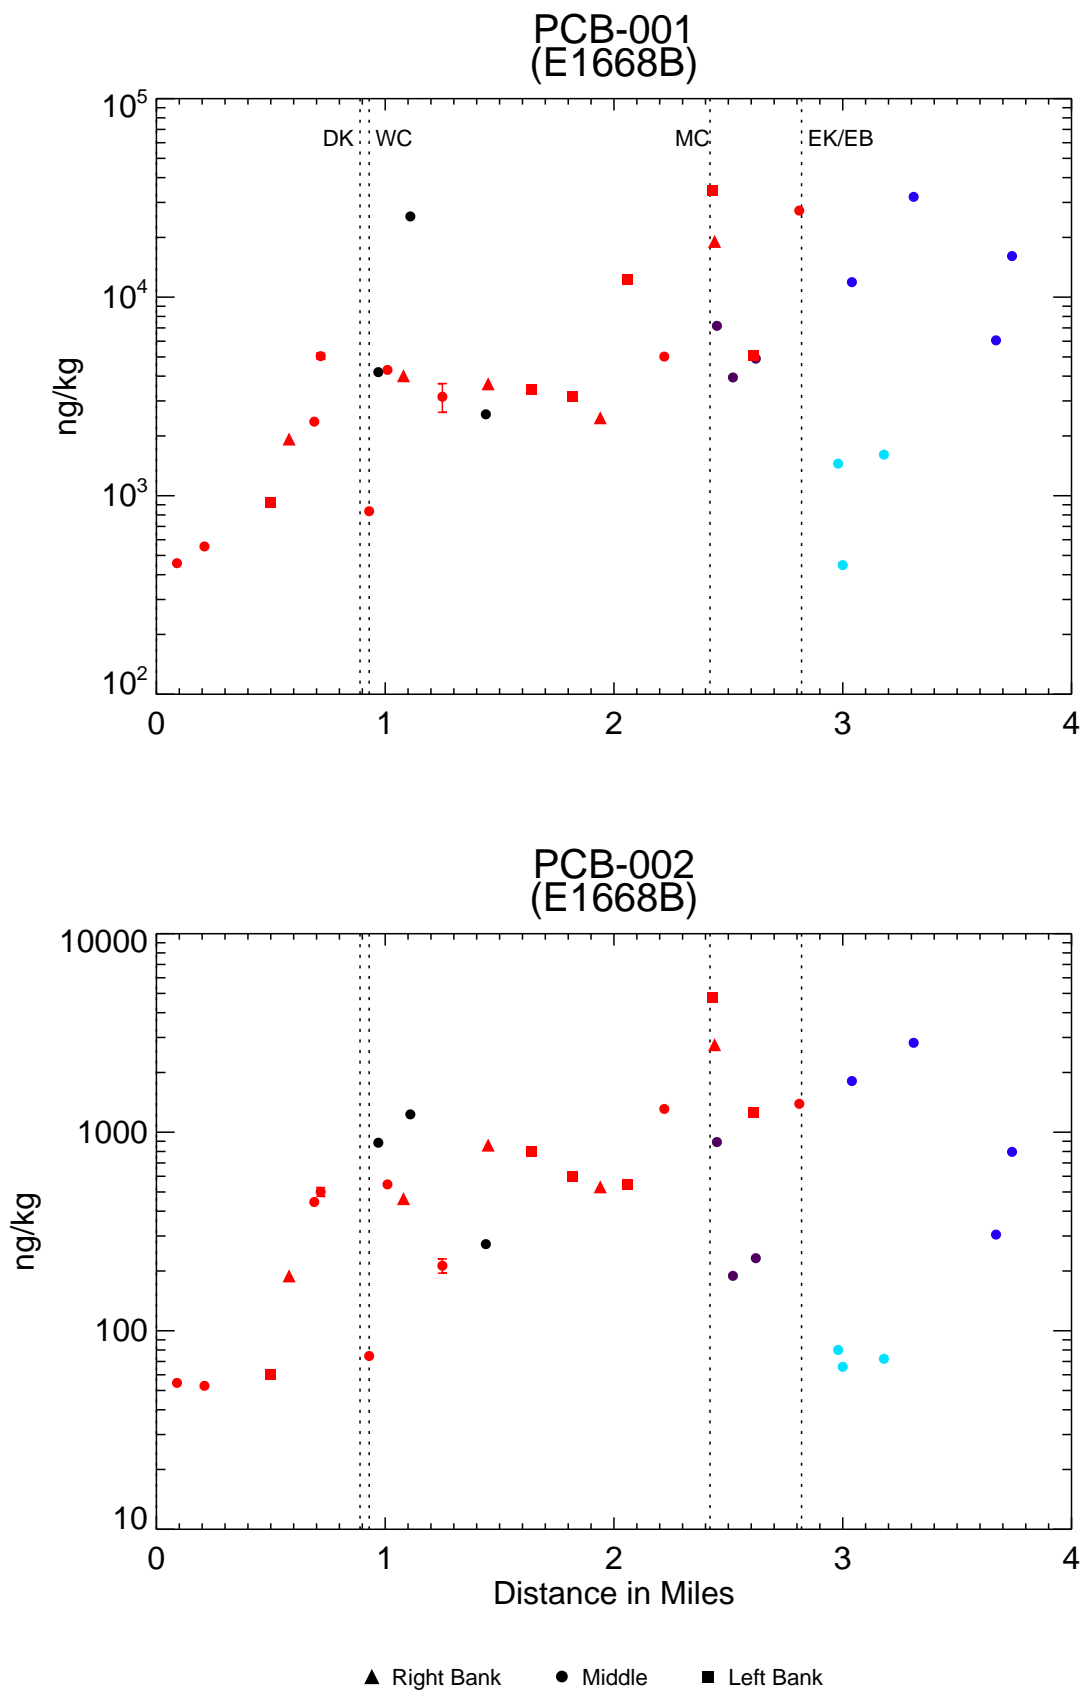 PCB-001
(E1668B)
10^5
DK WC MC EK/EB
10^4
ng/kg
10^3
10^2
0 1 2 3 4
PCB-002
(E1668B)
10000
1000
ng/kg
100
10
0 1 2 3 4
Distance in Miles
Right Bank Middle Left Bank